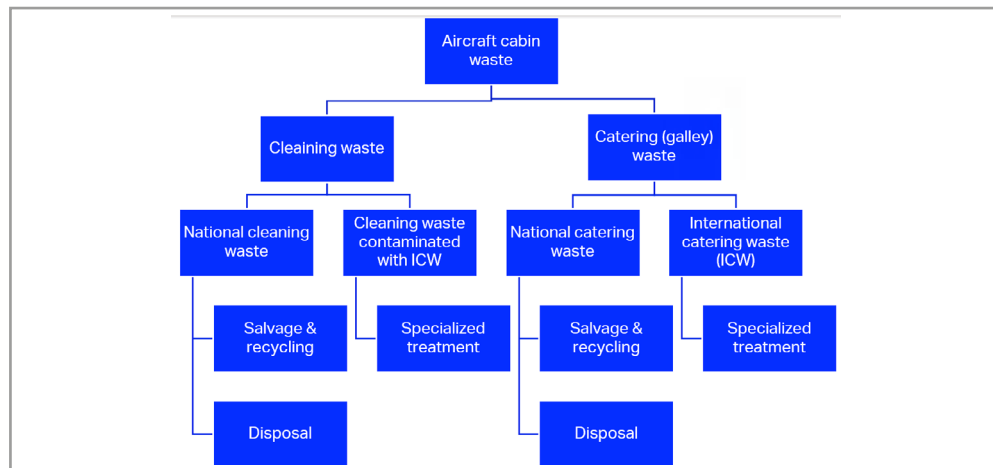 Aircraft cabin
waste
Cleaining waste
Catering (galley)
waste
National cleaning
waste
Cleaning waste
contaminated
with ICW
National catering
waste
International
catering waste
(ICW)
Salvage &
recycling
Specialized
treatment
Salvage &
recycling
Specialized
treatment
Disposal
Disposal